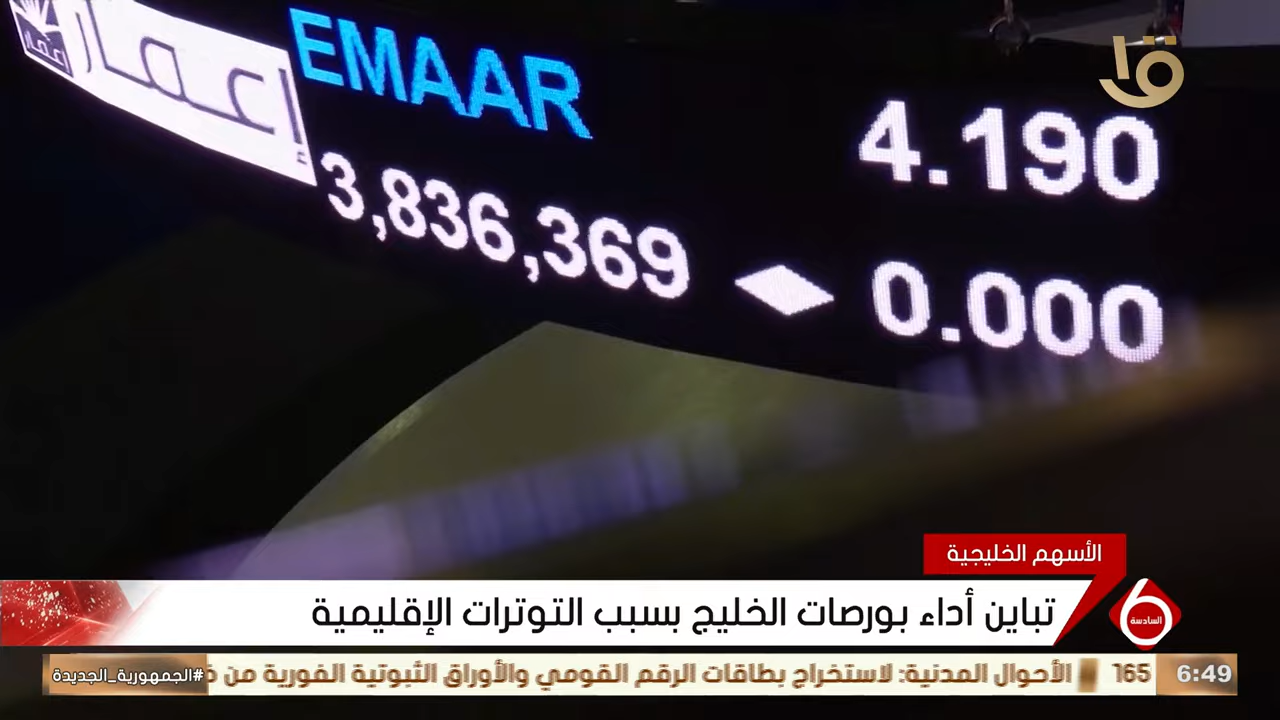 إعمار
إعمار
EMAAR
4.190
3,836,369
0.000
الأسهم الخليجية
تباين أداء بورصات الخليج بسبب التوترات الإقليمية
السادسة
6:49
165 الأحوال المدنية: لاستخراج بطاقات الرقم القومي والأوراق الثبوتية الفورية من
#الجمهورية_الجديدة